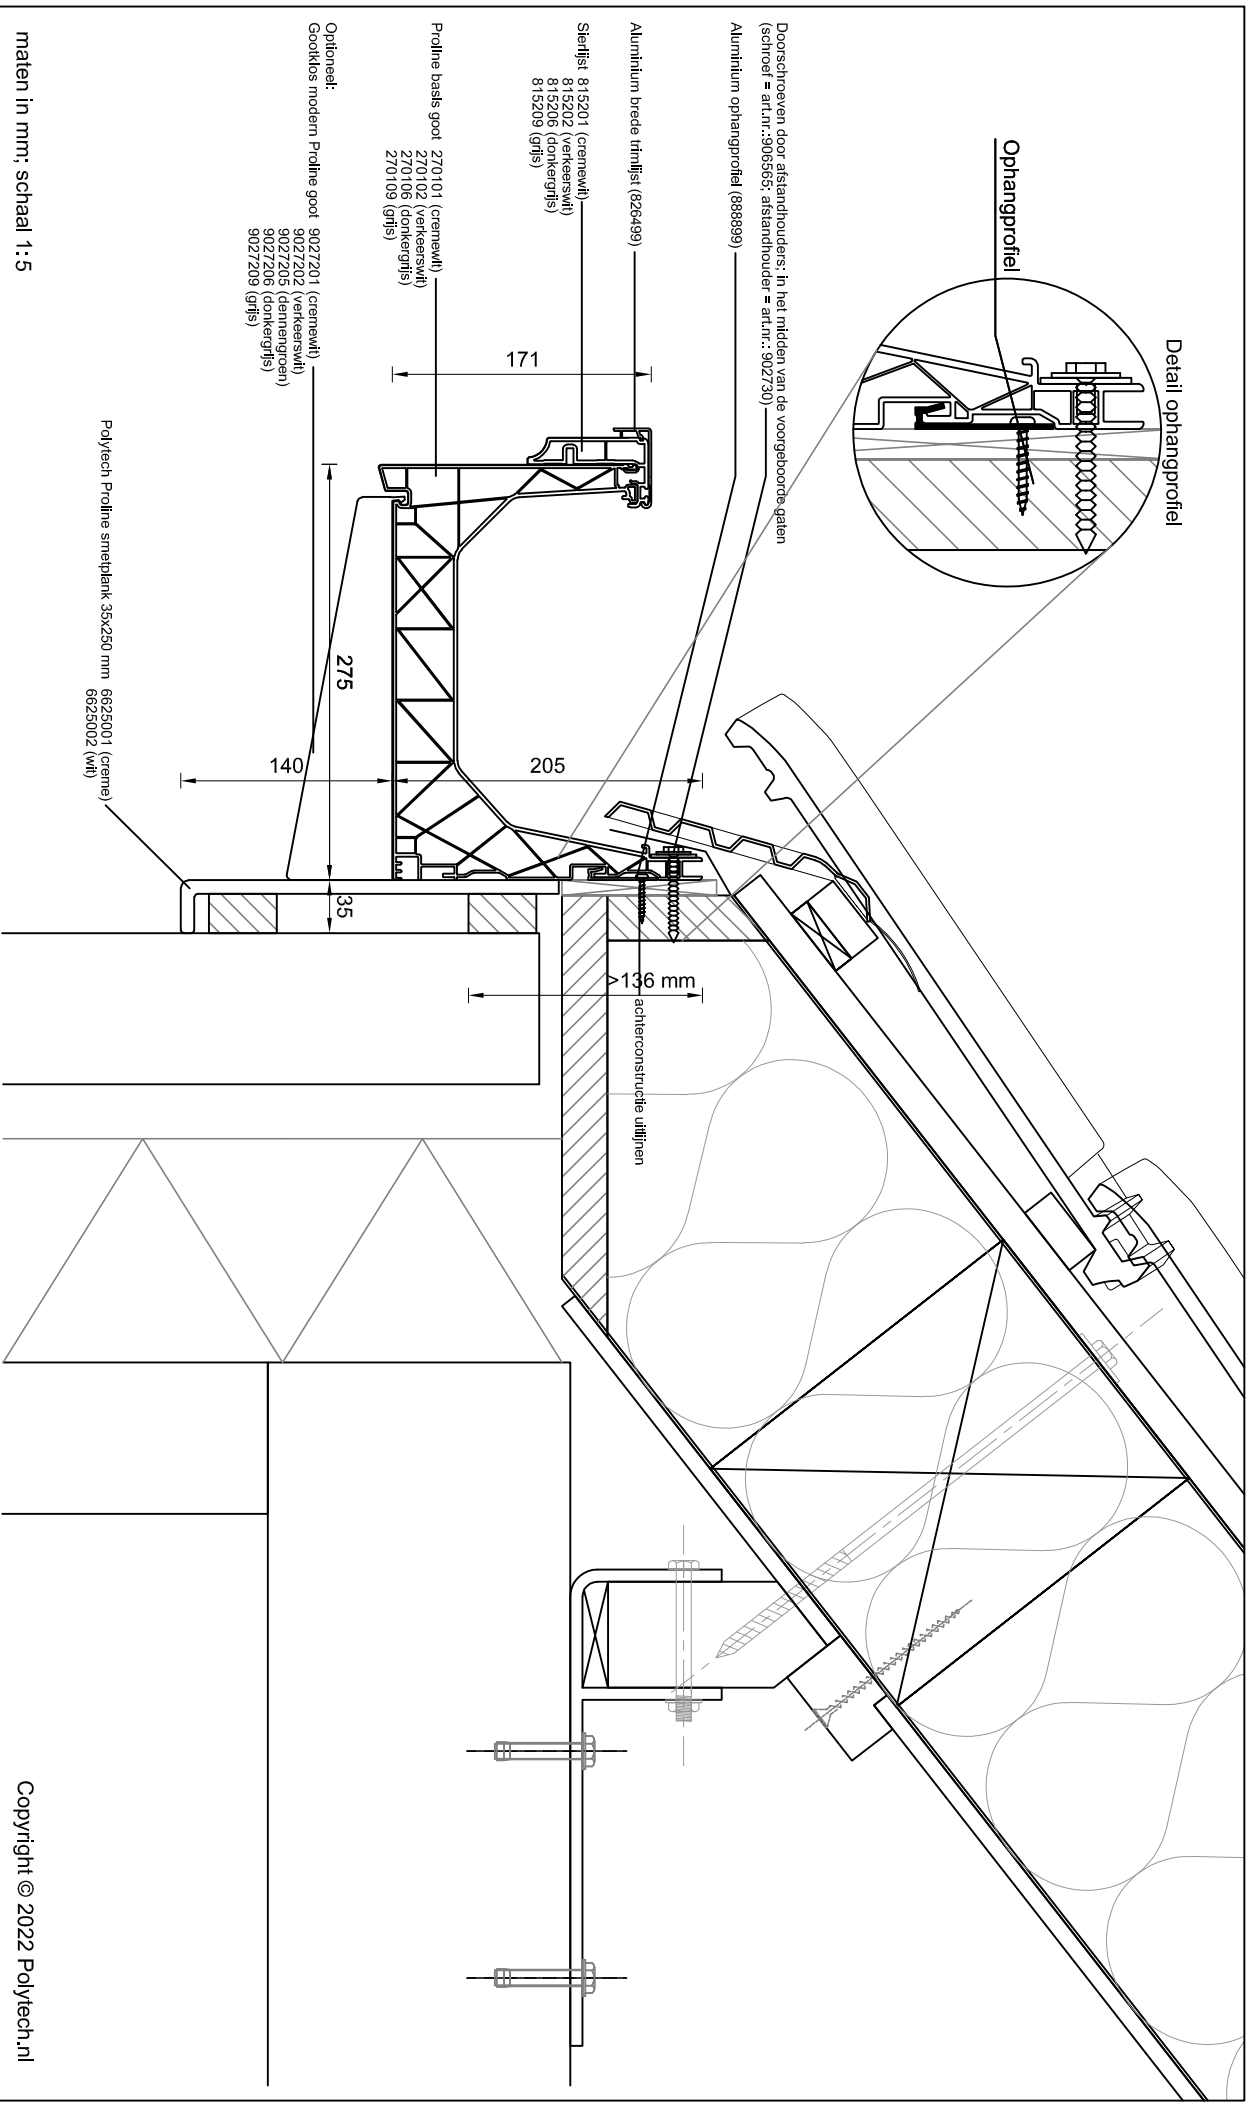 Detail ophangprofiel
Ophangprofiel
Doorschroeven door afstandhouders; in het midden van de voorgeboorde gaten
(schroef = art.nr.:906565; afstandhouder = art.nr.: 902730)
Aluminium ophangprofiel (888899)
Aluminium brede trimlijst (826499)
Sierlijst 815201 (cremewit)
815202 (verkeerswit)
815206 (donkergrijs)
815209 (grijs)
Proline basis goot 270101 (cremewit)
270102 (verkeerswit)
270106 (donkergrijs)
270109 (grijs)
Optioneel:
Gootklos modern Proline goot 9027201 (cremewit)
9027202 (verkeerswit)
9027205 (dennengroen)
9027206 (donkergrijs)
9027209 (grijs)
Polytech Proline smetplank 35x250 mm 6625001 (creme)
6625002 (wit)
171
275
140
205
35
>136 mm
achterconstructie uitlijnen
maten in mm; schaal 1:5
Copyright © 2022 Polytech.nl